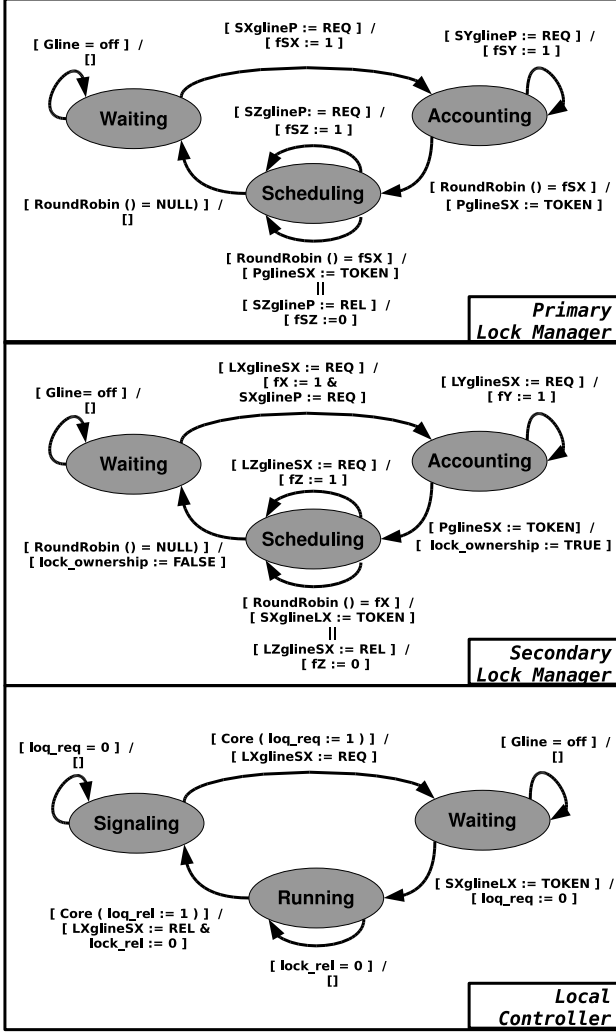 [ SXglineP := REQ ] /
[ fSX := 1 ]
[ Gline = off ] /
[]
[ SYglineP := REQ ] /
[ fSY := 1 ]
Waiting
[ SZglineP: = REQ ] /
[ fSZ := 1 ]
Accounting
Scheduling
[ RoundRobin () = NULL) ] /
[]
[ RoundRobin () = fSX ] /
[ PglineSX := TOKEN ]
[ RoundRobin () = fSX ] /
[ PglineSX := TOKEN ]
||
[ SZglineP := REL ] /
[ fSZ :=0 ]
Primary
Lock Manager
[ LXglineSX := REQ ] /
[ fX := 1 &
SXglineP := REQ ]
[ Gline= off ] /
[]
[ LYglineSX := REQ ] /
[ fY := 1 ]
Waiting
[ LZglineSX := REQ ] /
[ fZ := 1 ]
Accounting
Scheduling
[ RoundRobin () = NULL) ] /
[ lock_ownership := FALSE ]
[ PglineSX := TOKEN] /
[ lock_ownership := TRUE ]
[ RoundRobin () = fX ] /
[ SXglineLX := TOKEN ]
||
[ LZglineSX := REL ] /
[ fZ := 0 ]
Secondary
Lock Manager
[ loq_req = 0 ] /
[]
[ Core ( loq_req := 1 ) ] /
[ LXglineSX := REQ ]
[ Gline = off ] /
[]
Signaling
Waiting
Running
[ Core ( loq_rel := 1 ) ] /
[ LXglineSX := REL &
lock_rel := 0 ]
[ SXglineLX := TOKEN ] /
[ loq_req := 0 ]
[ lock_rel = 0 ] /
[]
Local
Controller